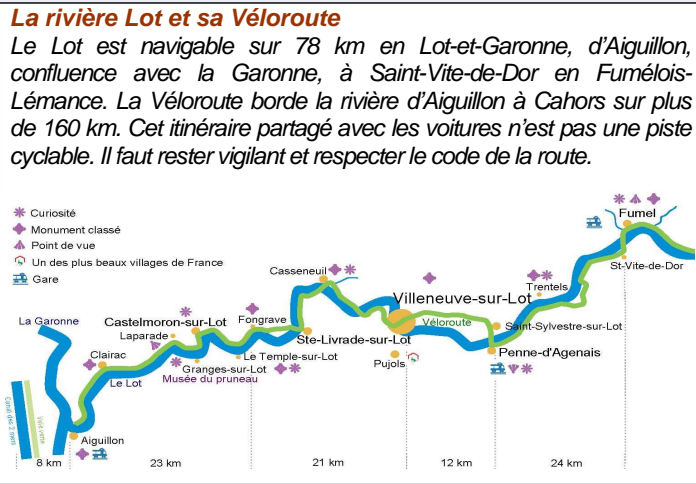 La rivière Lot et sa Véloroute
Le Lot est navigable sur 78 km en Lot-et-Garonne, d'Aiguillon,
confluence avec la Garonne, à Saint-Vite-de-Dor en Fumélois-
Lémance. La Véloroute borde la rivière d'Aiguillon à Cahors sur plus
de 160 km. Cet itinéraire partagé avec les voitures n'est pas une piste
cyclable. Il faut rester vigilant et respecter le code de la route.
Curiosité
Monument classé
Point de vue
Un des plus beaux villages de France
Gare
Fumel
St-Vite-de-Dor
Casseneuil
Trentels
Villeneuve-sur-Lot
La Garonne
Castelmoron-sur-Lot
Fongrave
Véloroute
Saint-Sylvestre-sur-Lot
Laparade
Ste-Livrade-sur-Lot
Clairac
Le Temple-sur-Lot
Pujols
Penne-d'Agenais
Granges-sur-Lot
Le Lot
Musée du pruneau
Canal des 2 mers
Voie verte
Aiguillon
8 km
23 km
21 km
12 km
24 km